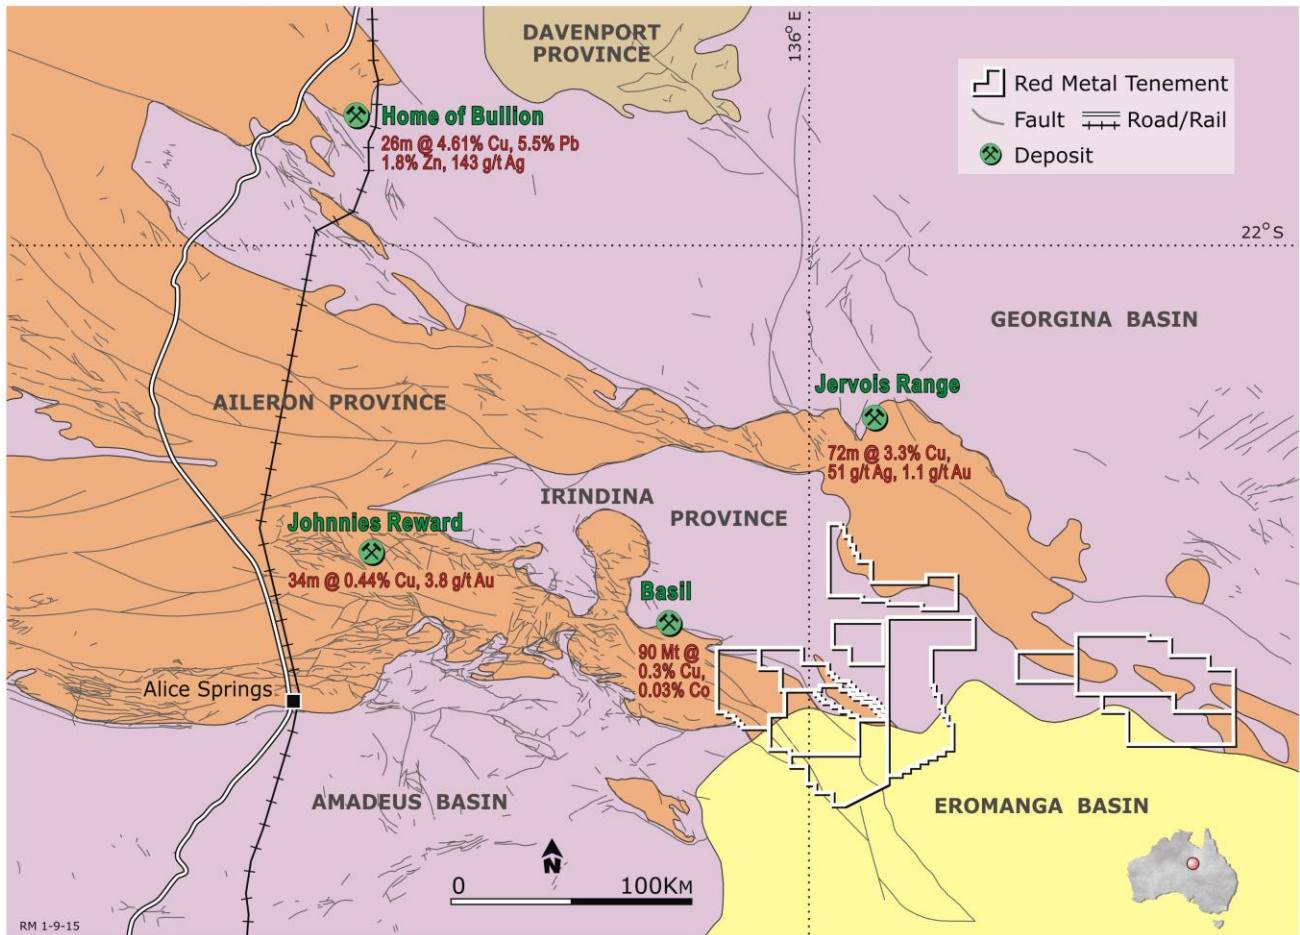 DAVENPORT
PROVINCE
136° E
Red Metal Tenement
Fault
Road/Rail
Deposit
Home of Bullion
26m @ 4.61% Cu, 5.5% Pb
1.8% Zn, 143 g/t Ag
22° S
GEORGINA BASIN
Jervois Range
AILERON PROVINCE
72m @ 3.3% Cu,
51 g/t Ag, 1.1 g/t Au
IRINDINA
PROVINCE
Johnnies Reward
34m @ 0.44% Cu, 3.8 g/t Au
Basil
90 Mt @
0.3% Cu,
0.03% Co
Alice Springs
AMADEUS BASIN
EROMANGA BASIN
N
0 100KM
RM 1-9-15